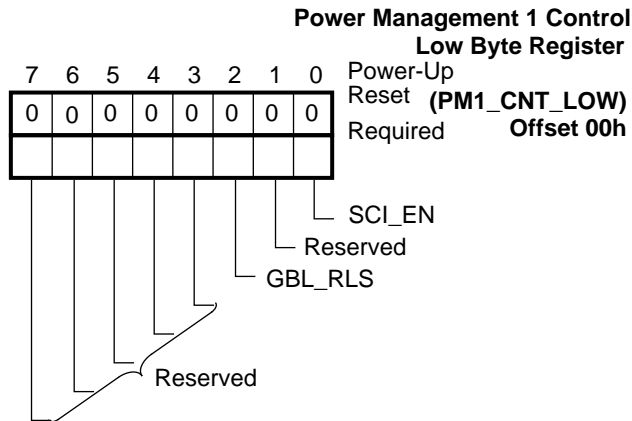 Power Management 1 Control
Low Byte Register
(PM1_CNT_LOW)
Offset 00h
7 6 5 4 3 2 1 0
Power-Up
Reset
0 0 0 0 0 0 0 0
Required
SCI_EN
Reserved
GBL_RLS
Reserved